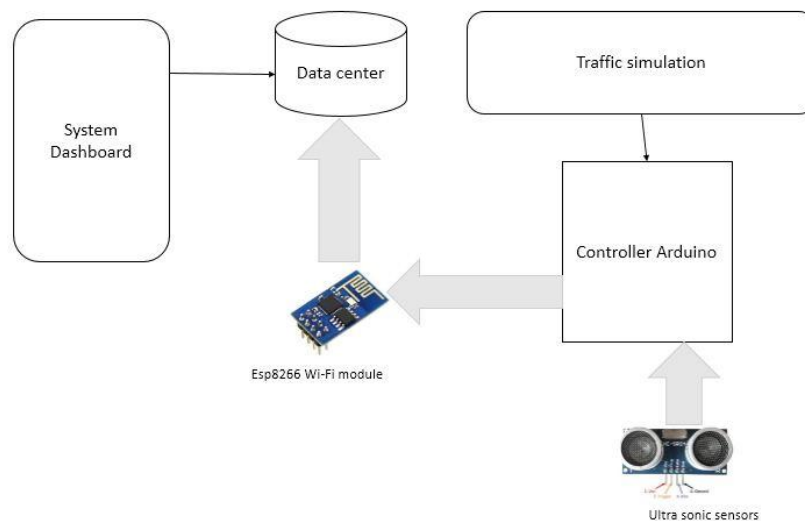 Data center
Traffic simulation
System
Dashboard
Controller Arduino
Esp8266 Wi-Fi module
Ultra sonic sensors